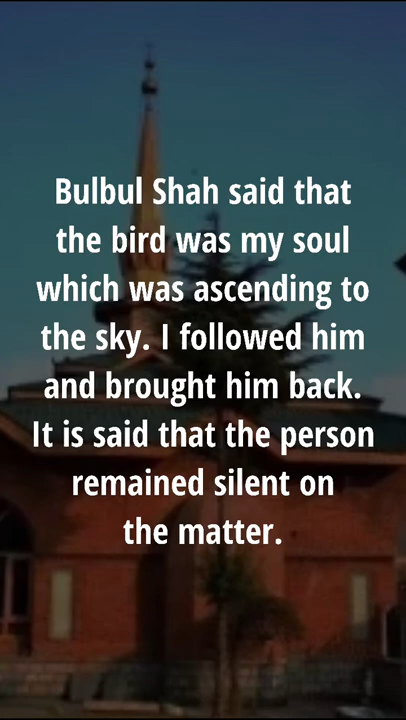 Bulbul Shah said that
the bird was my soul
which was ascending to
the sky. I followed him
and brought him back.
It is said that the person
remained silent on
the matter.